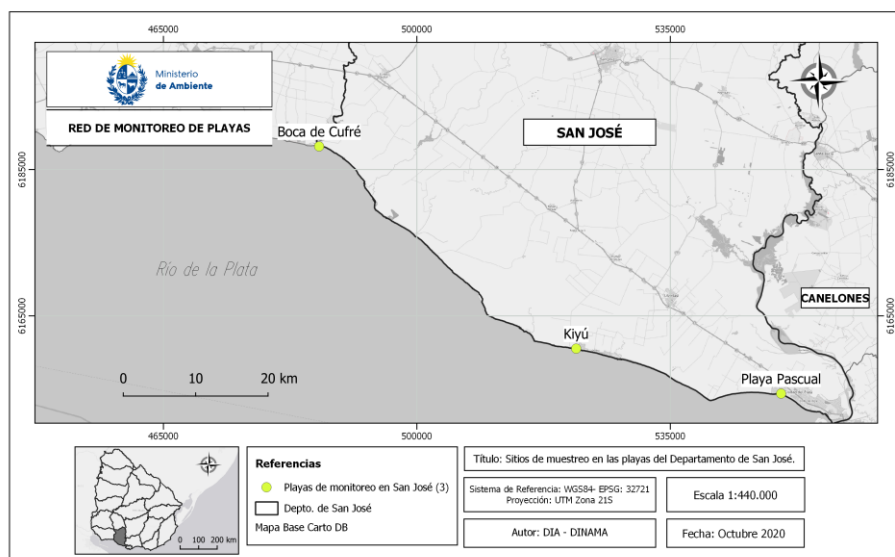 465000
500000
535000
Ministerio
de Ambiente
RED DE MONITOREO DE PLAYAS
Boca de Cufré
SAN JOSÉ
6185000
6185000
Río de la Plata
CANELONES
6165000
6165000
Kiyú
0 10 20 km
Playa Pascual
465000
500000
535000
0 100 200 km
Referencias
Playas de monitoreo en San José (3)
Depto. de San José
Mapa Base Carto DB
Título: Sitios de muestreo en las playas del Departamento de San José.
Sistema de Referencia: WGS84- EPSG: 32721
Proyección: UTM Zona 21S
Escala 1:440.000
Autor: DIA - DINAMA
Fecha: Octubre 2020